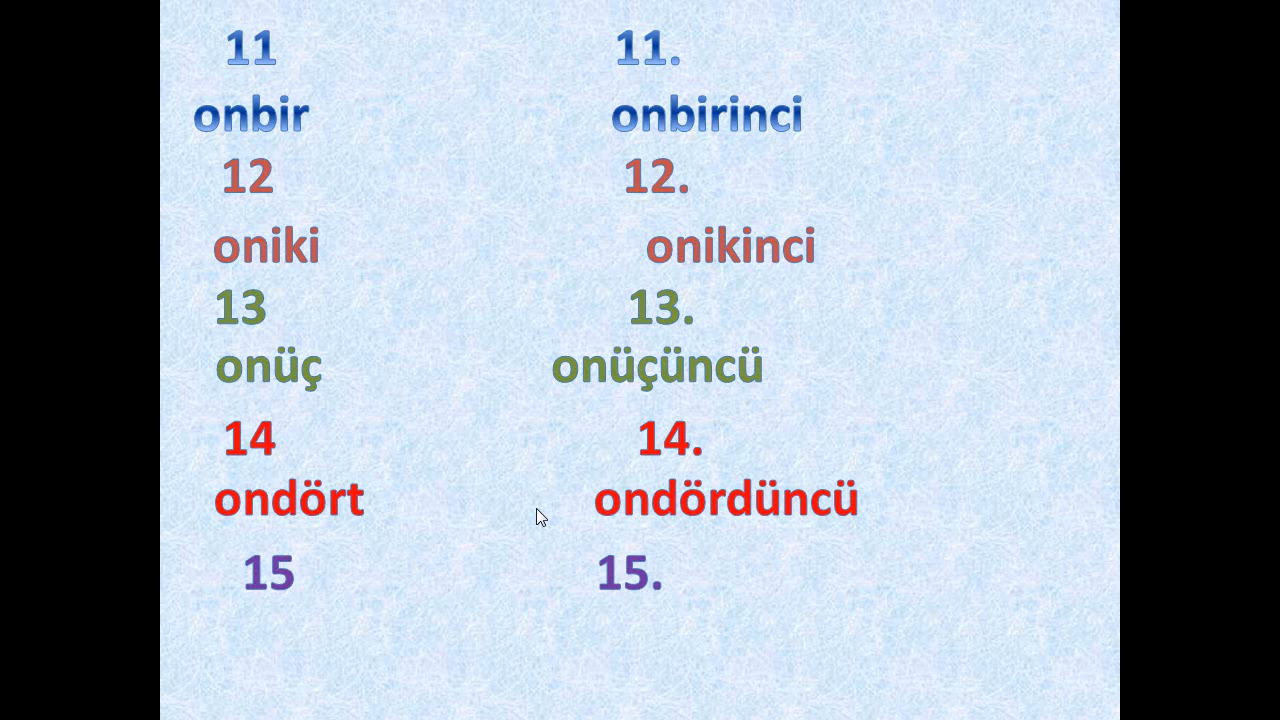 11 11.
onbir onbirinci
12 12.
oniki onikinci
13 13.
onüç onüçüncü
14 14.
ondört ondördüncü
15 15.